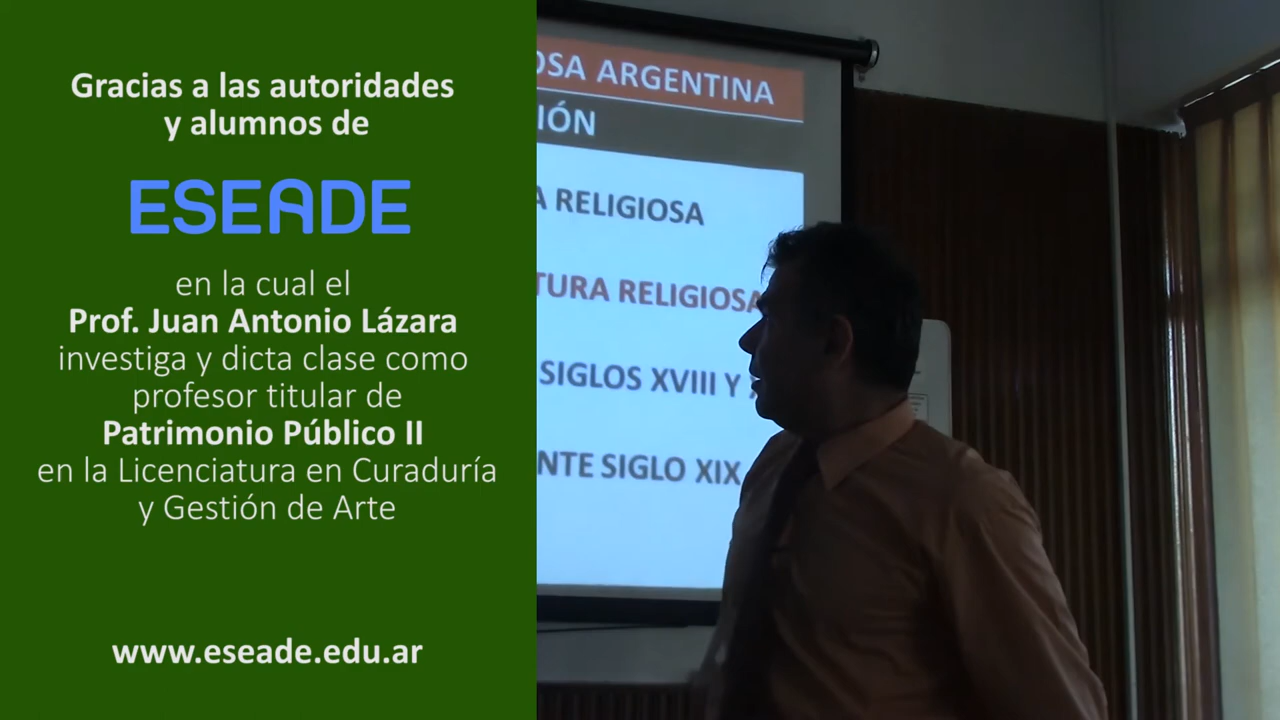 Gracias a las autoridades
y alumnos de
ESEADE
en la cual el
Prof. Juan Antonio Lázara
investiga y dicta clase como
profesor titular de
Patrimonio Público II
en la Licenciatura en Curaduría
y Gestión de Arte
www.eseade.edu.ar
OSA ARGENTINA
IÓN
A RELIGIOSA
TURA RELIGIOSA
SIGLOS XVIII Y
NTE SIGLO XIX